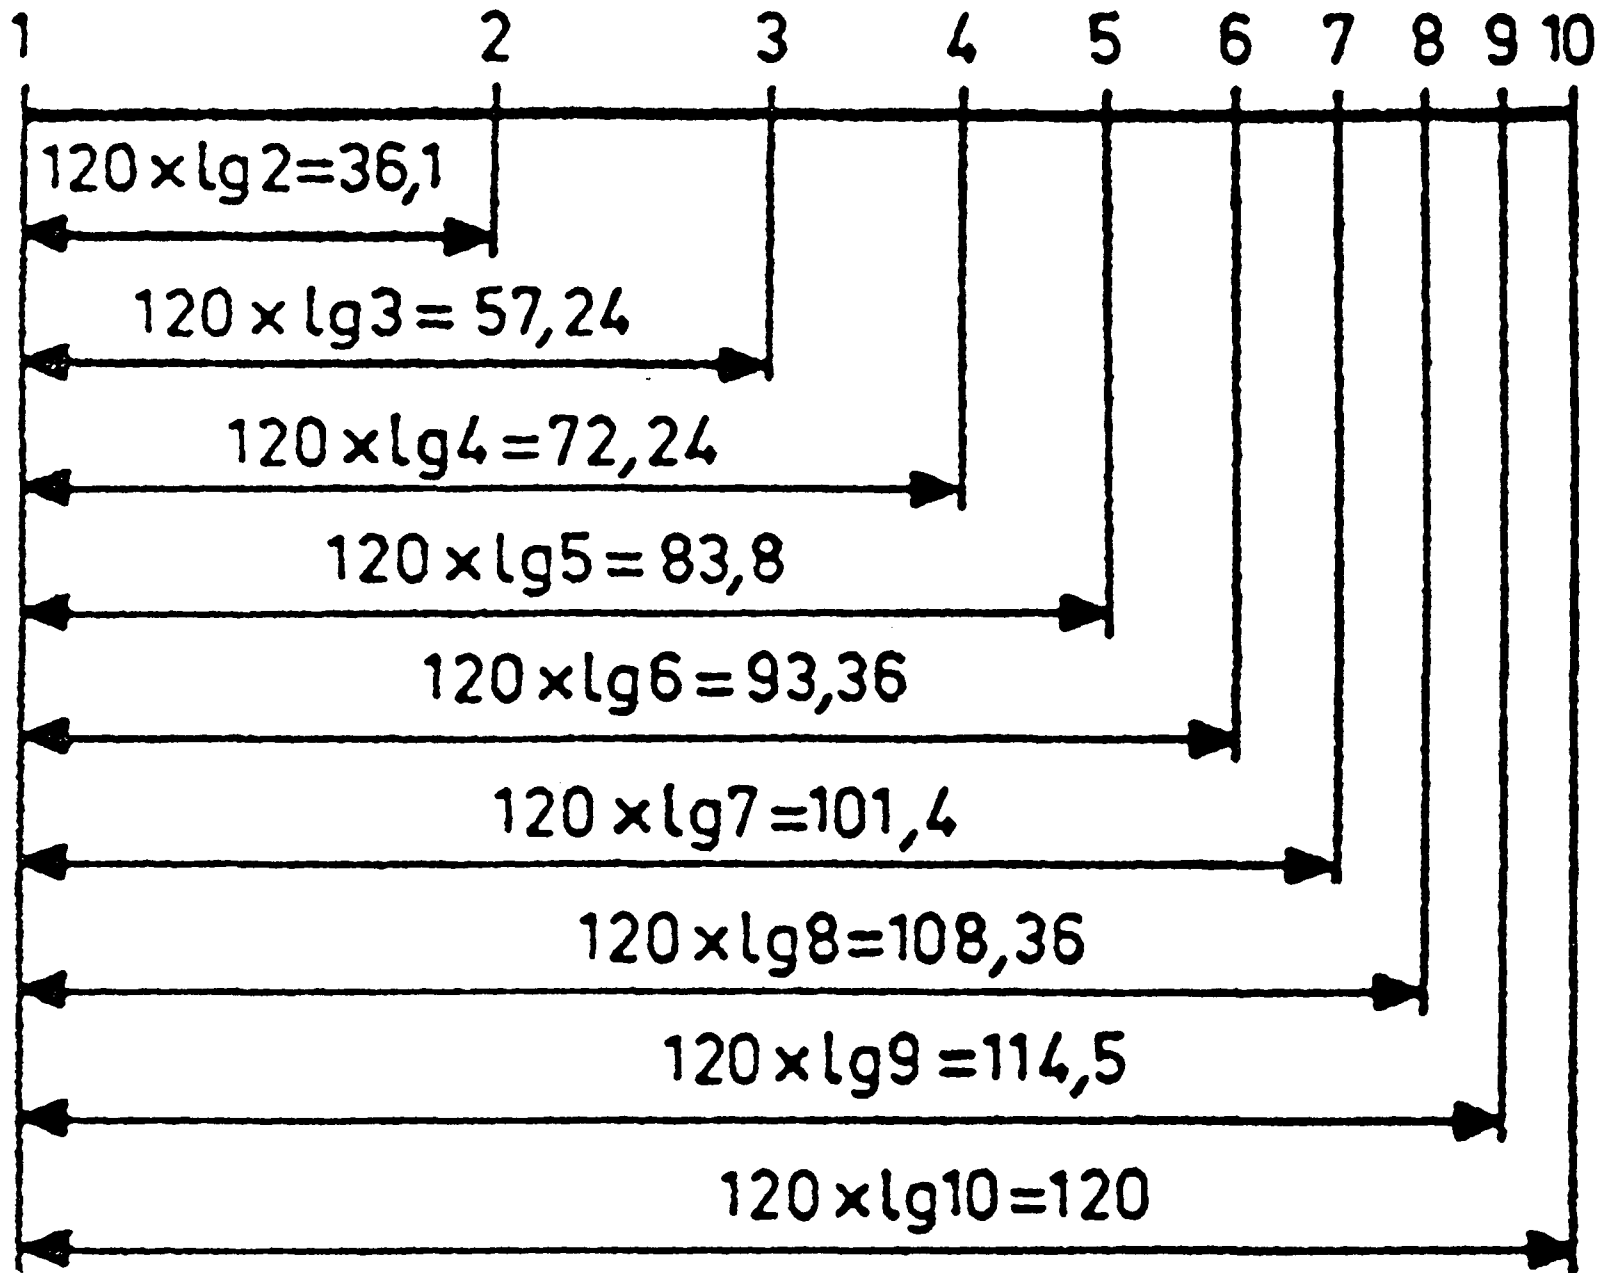 1 2 3 4 5 6 7 8 9 10
120 × lg2=36,1
120 × lg3= 57,24
120 × lg4=72,24
120 × lg5= 83,8
120 × lg6=93,36
120 × lg7=101,4
120 × lg8=108,36
120 × lg9=114,5
120 × lg10=120